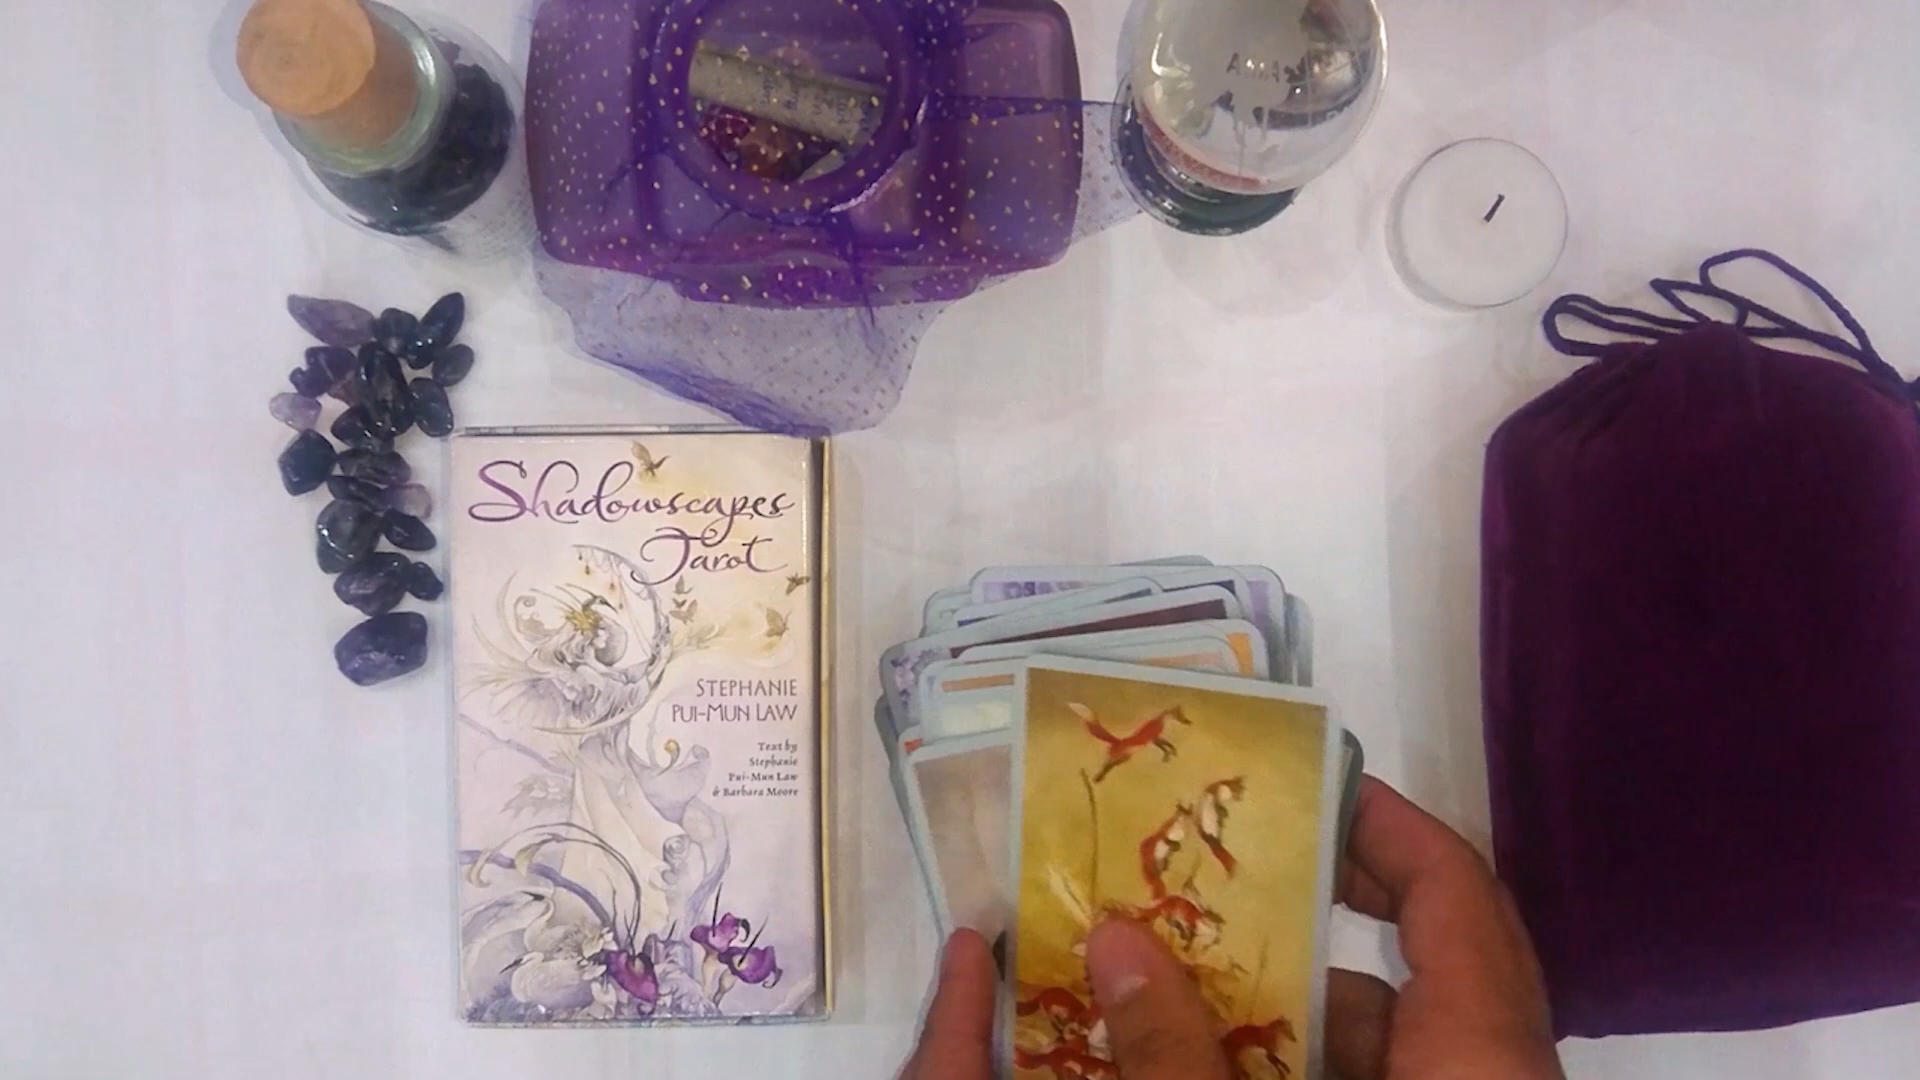 Shadowscapes
Tarot
STEPHANIE
PUI-MUN LAW
Text by
Stephanie
Pui-Mun Law
& Barbara Moore